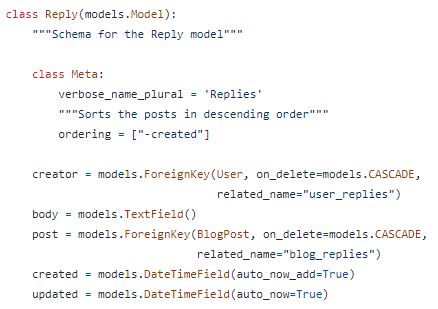 class Reply(models.Model):
    """Schema for the Reply model"""

    class Meta:
        verbose_name_plural = 'Replies'
        """Sorts the posts in descending order"""
        ordering = ["-created"]

    creator = models.ForeignKey(User, on_delete=models.CASCADE,
                                related_name="user_replies")
    body = models.TextField()
    post = models.ForeignKey(BlogPost, on_delete=models.CASCADE,
                             related_name="blog_replies")
    created = models.DateTimeField(auto_now_add=True)
    updated = models.DateTimeField(auto_now=True)